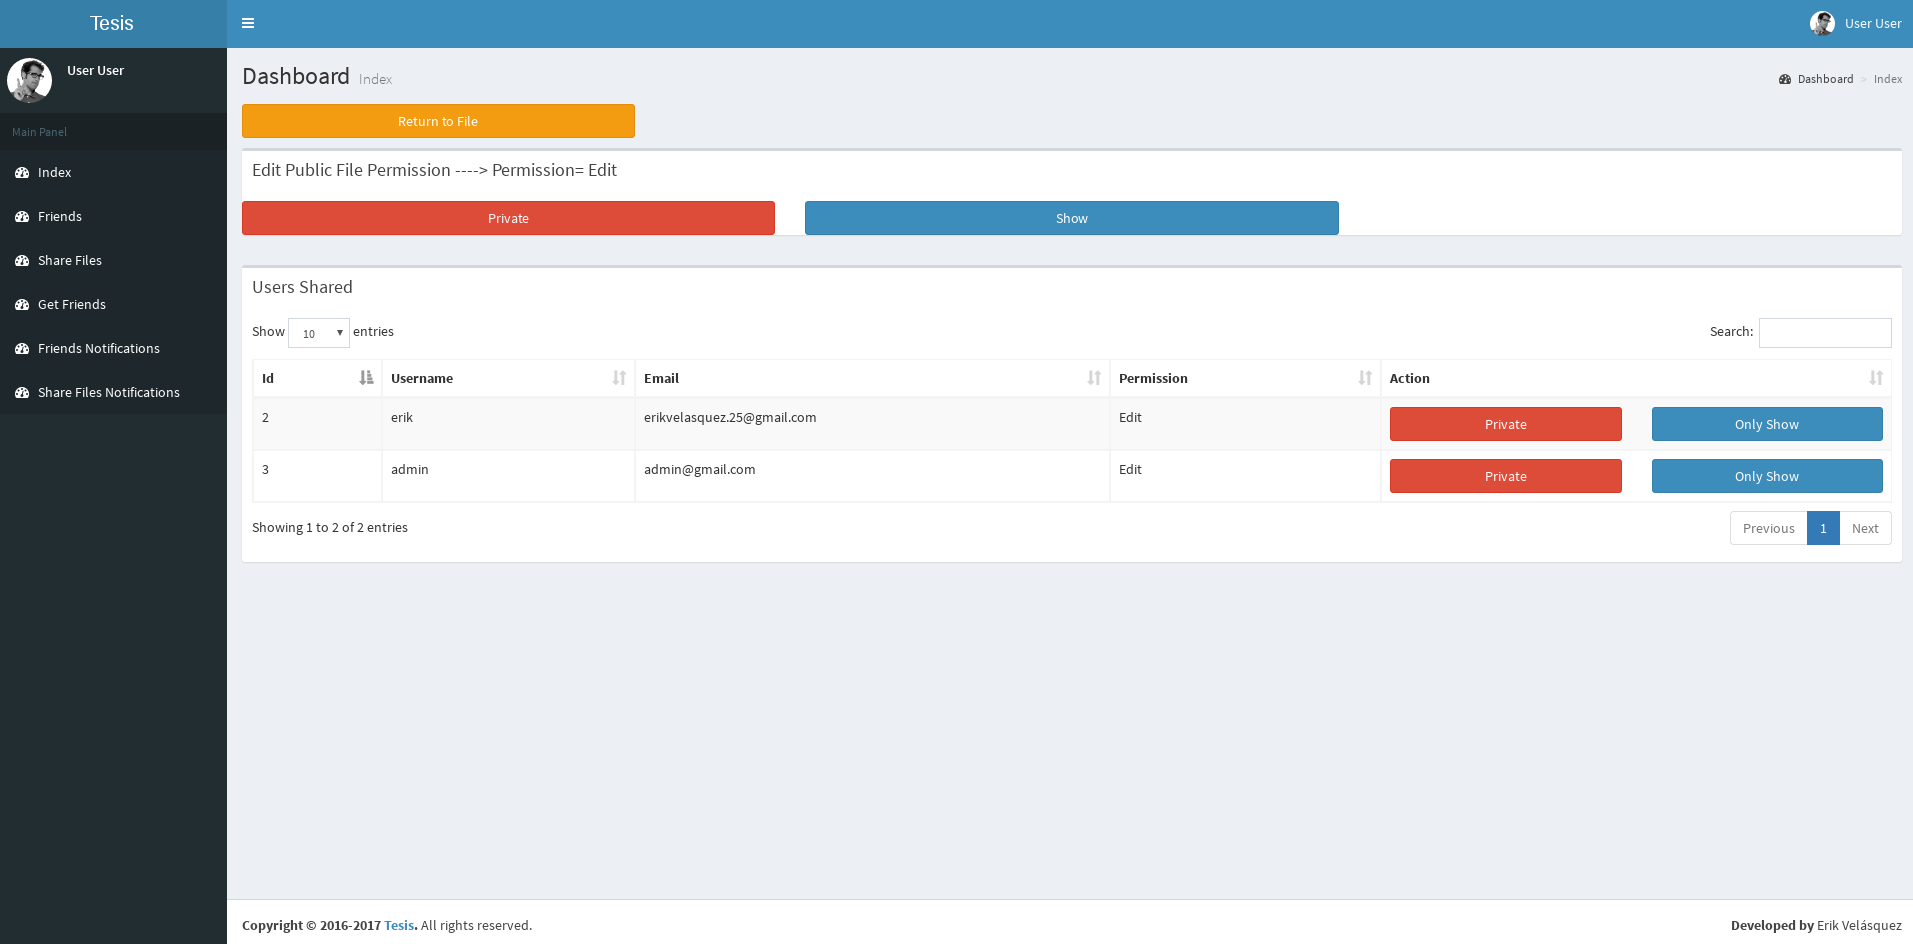 Tesis
User User
User User
Main Panel
Index
Friends
Share Files
Get Friends
Friends Notifications
Share Files Notifications
Dashboard Index
Dashboard > Index
Return to File
Edit Public File Permission ----> Permission= Edit
Private Show
Users Shared
Show 10 entries
Search:
Id Username Email Permission Action
2 erik erikvelasquez.25@gmail.com Edit Private Only Show
3 admin admin@gmail.com Edit Private Only Show
Showing 1 to 2 of 2 entries
Previous 1 Next
Copyright © 2016-2017 Tesis. All rights reserved.
Developed by Erik Velásquez